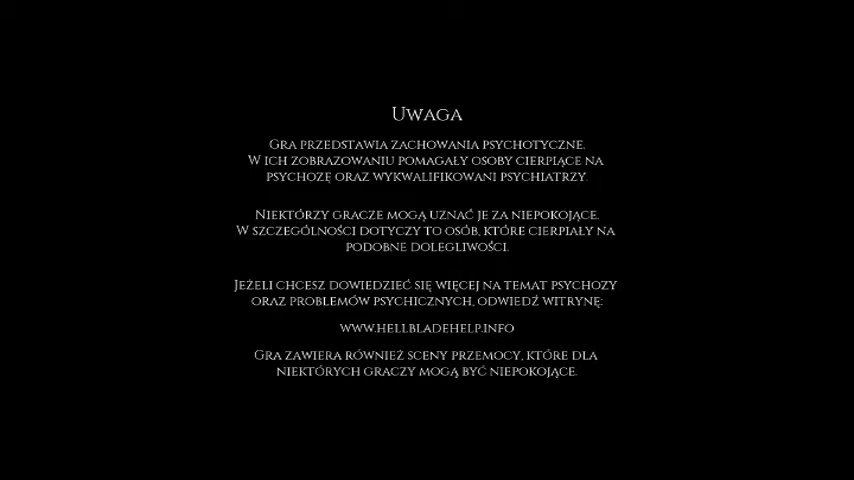 Uwaga
Gra przedstawia zachowania psychotyczne.
W ich zobrazowaniu pomagały osoby cierpiące na
psychozę oraz wykwalifikowani psychiatrzy.
Niektórzy gracze mogą uznać je za niepokojące.
W szczególności dotyczy to osób, które cierpiały na
podobne dolegliwości.
Jeżeli chcesz dowiedzieć się więcej na temat psychozy
oraz problemów psychicznych, odwiedź witrynę:
www.hellbladehelp.info
Gra zawiera również sceny przemocy, które dla
niektórych graczy mogą być niepokojące.